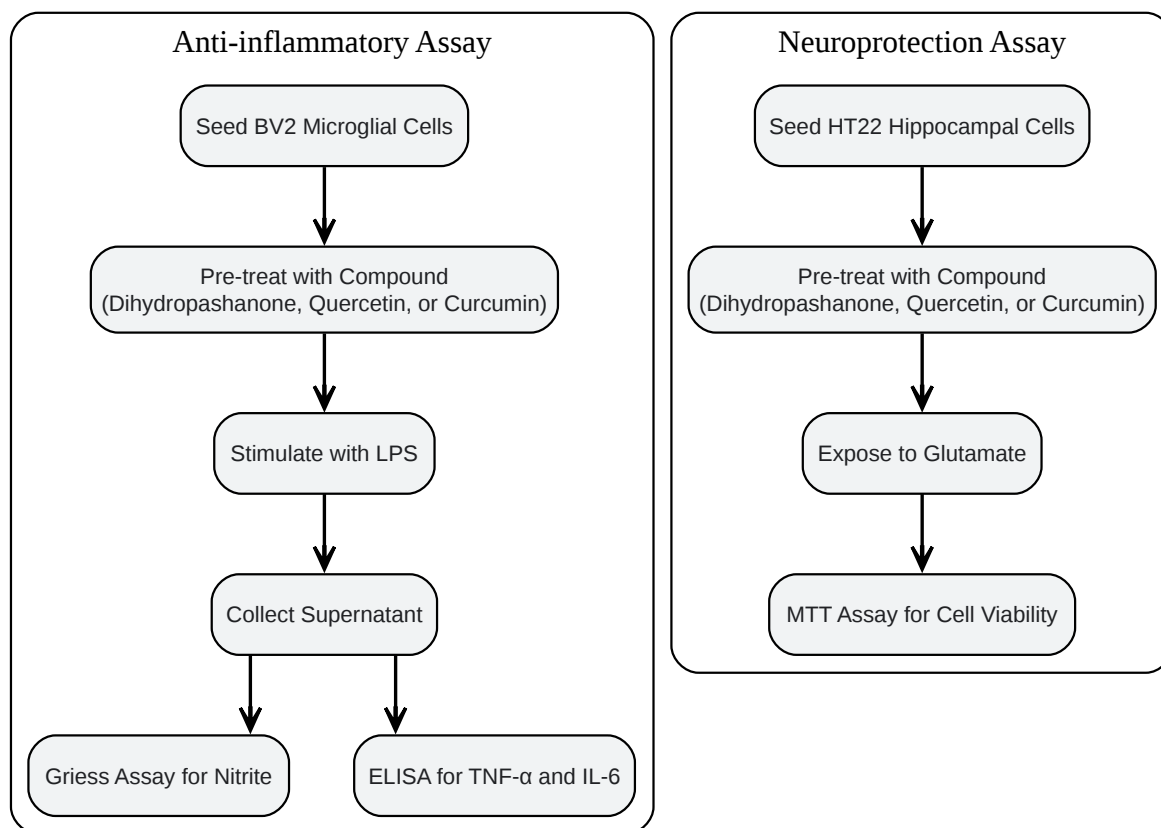 Anti-inflammatory Assay
Seed BV2 Microglial Cells
Pre-treat with Compound
(Dihydropashanone, Quercetin, or Curcumin)
Stimulate with LPS
Collect Supernatant
Griess Assay for Nitrite
ELISA for TNF-α and IL-6
Neuroprotection Assay
Seed HT22 Hippocampal Cells
Pre-treat with Compound
(Dihydropashanone, Quercetin, or Curcumin)
Expose to Glutamate
MTT Assay for Cell Viability